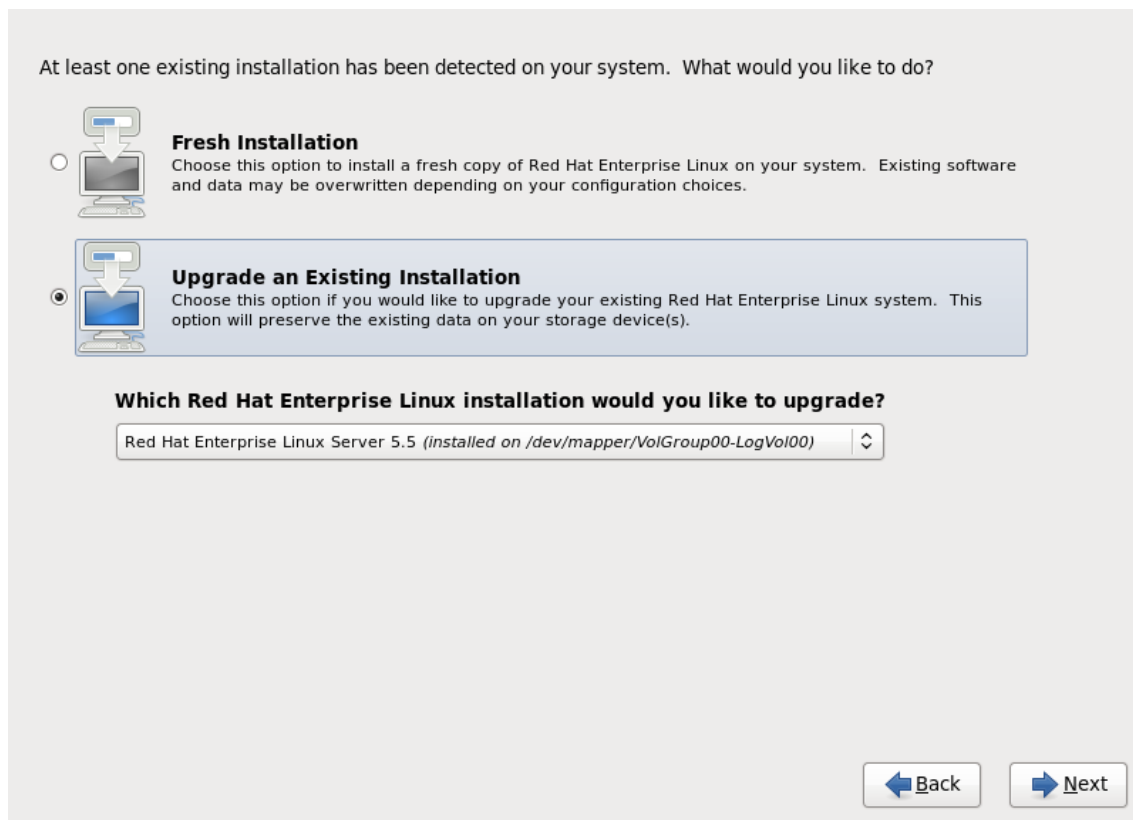 At least one existing installation has been detected on your system.  What would you like to do?
Fresh Installation
Choose this option to install a fresh copy of Red Hat Enterprise Linux on your system.  Existing software
and data may be overwritten depending on your configuration choices.
Upgrade an Existing Installation
Choose this option if you would like to upgrade your existing Red Hat Enterprise Linux system.  This
option will preserve the existing data on your storage device(s).
Which Red Hat Enterprise Linux installation would you like to upgrade?
Red Hat Enterprise Linux Server 5.5 (installed on /dev/mapper/VolGroup00-LogVol00)
Back
Next